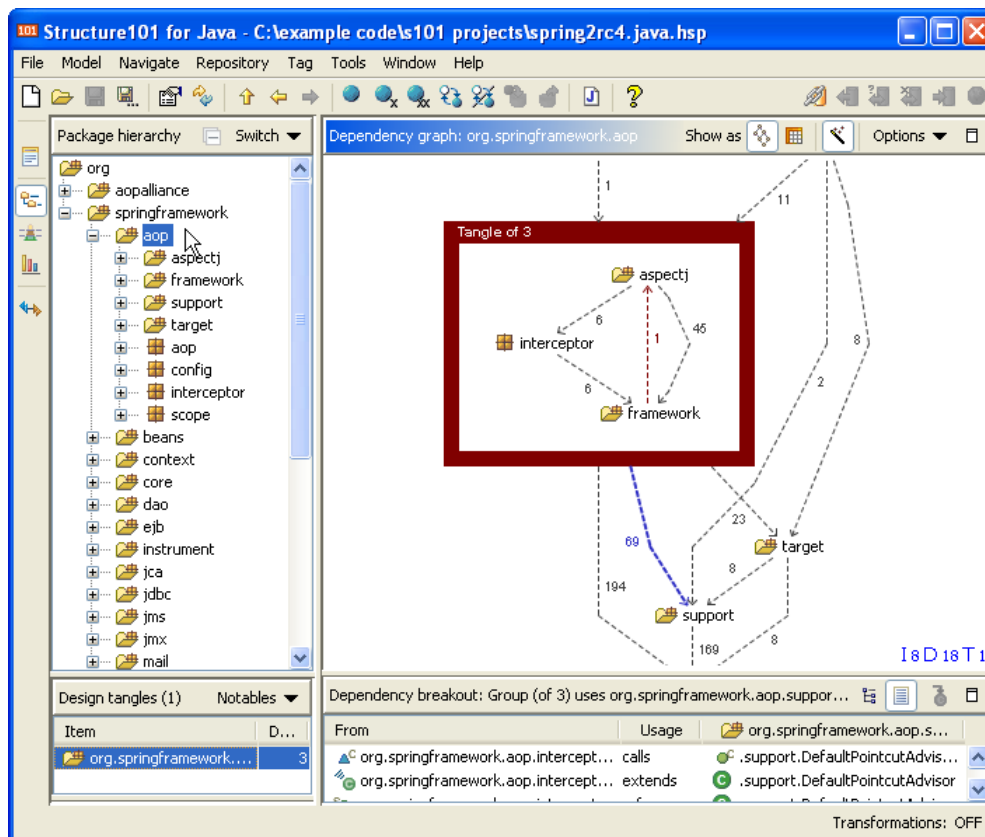 101 Structure101 for Java - C:\example code\s101 projects\spring2rc4.java.hsp
File Model Navigate Repository Tag Tools Window Help
Package hierarchy Switch
org
aopalliance
springframework
aop
aspectj
framework
support
target
aop
config
interceptor
scope
beans
context
core
dao
ejb
instrument
jca
jdbc
jms
jmx
mail
Design tangles (1) Notables
Item D...
org.springframework.... 3
Dependency graph: org.springframework.aop Show as Options
1
11
Tangle of 3
aspectj
6
1
45
interceptor
6
framework
8
2
69
23
target
194
8
support
169
8
I 8 D 18 T 1
Dependency breakout: Group (of 3) uses org.springframework.aop.suppor...
From Usage org.springframework.aop.s...
org.springframework.aop.intercept... calls .support.DefaultPointcutAdvis...
org.springframework.aop.intercept... extends .support.DefaultPointcutAdvisor
Transformations: OFF